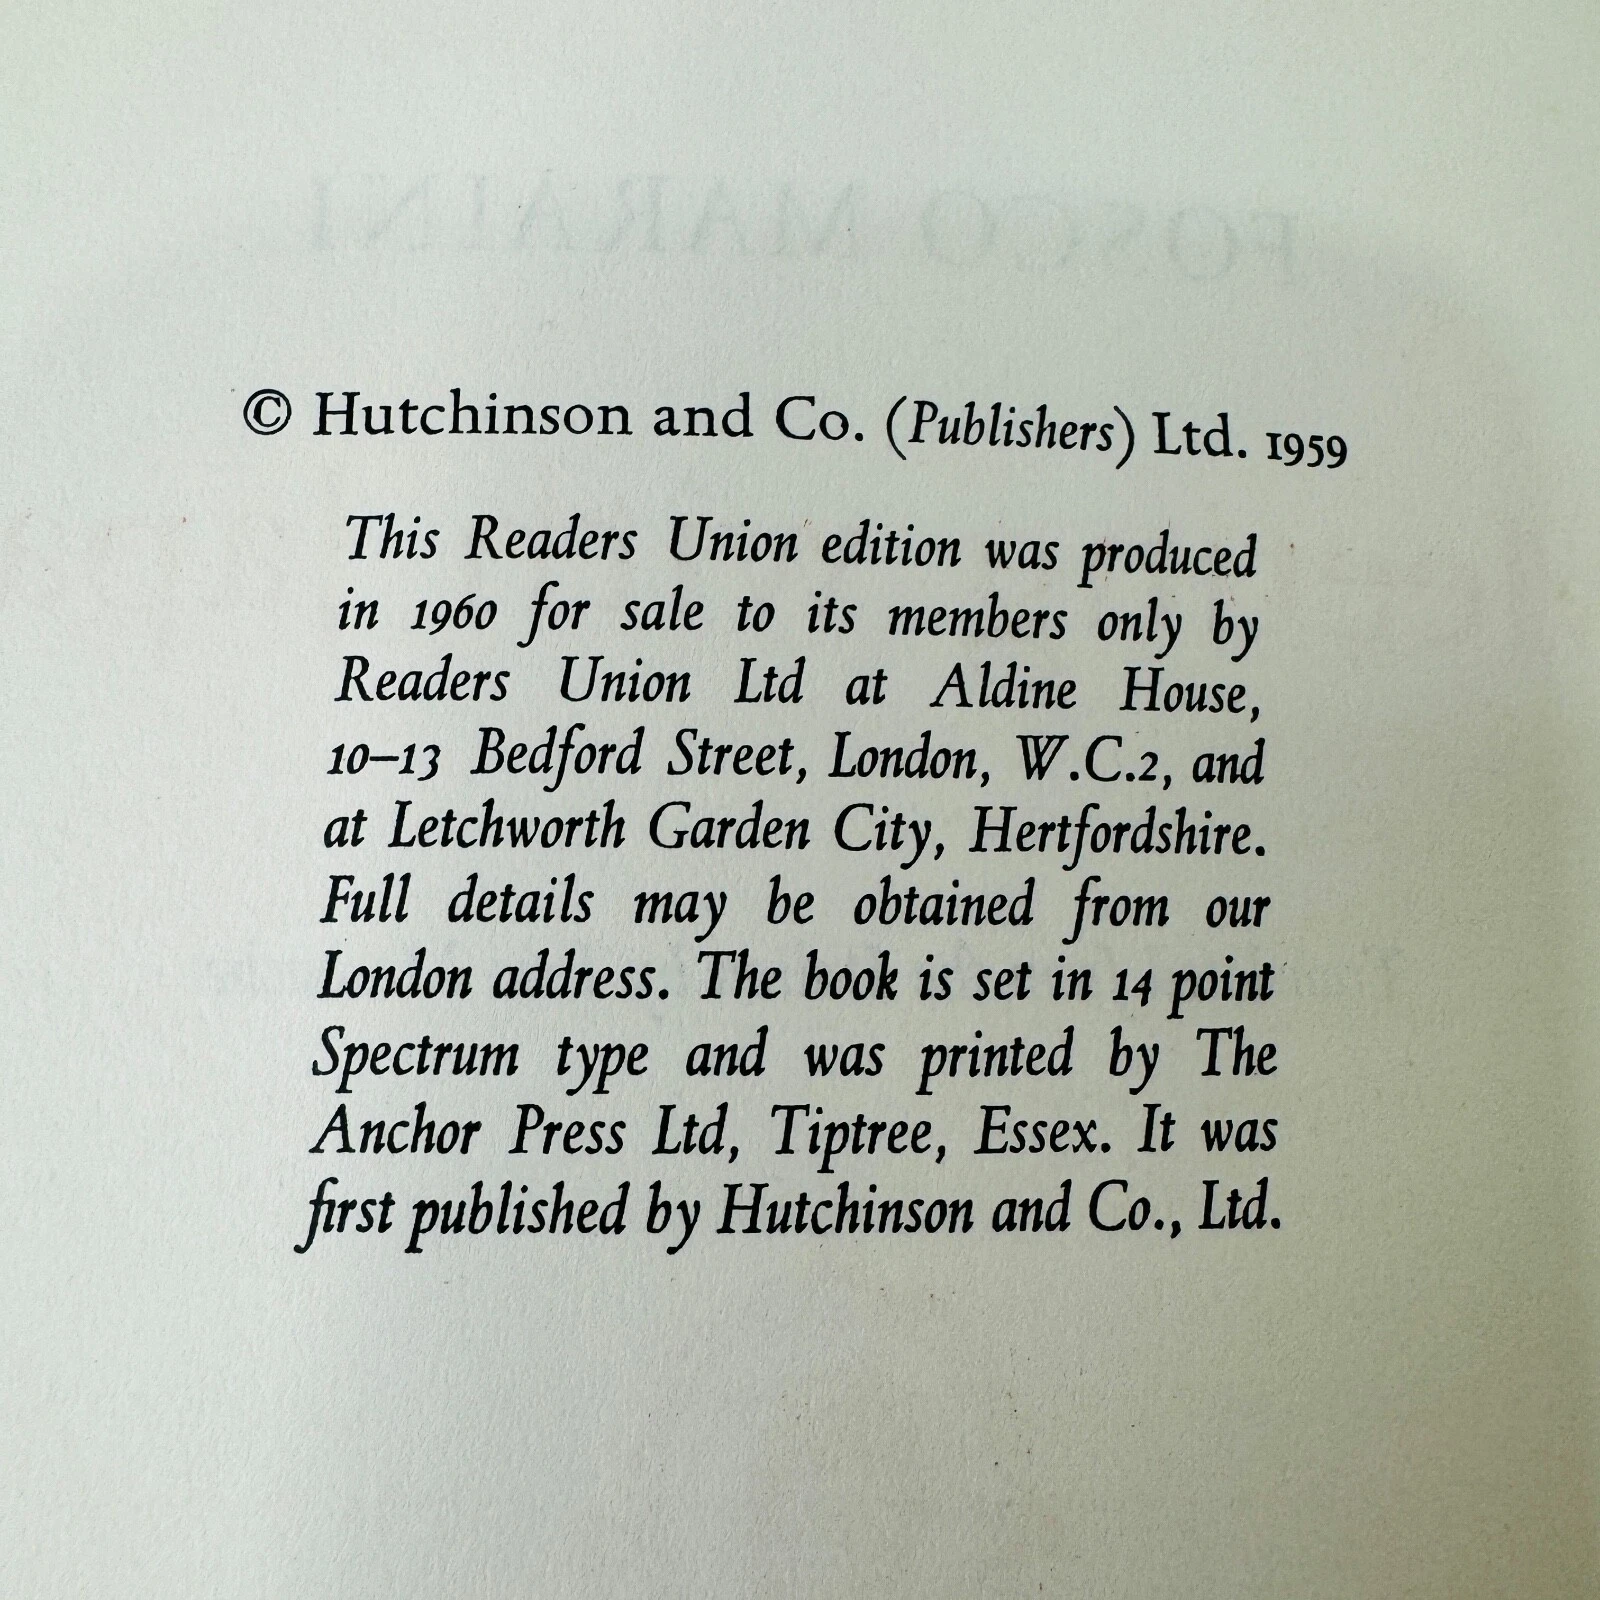 FOSCO MARAINI
© Hutchinson and Co. (Publishers) Ltd. 1959
This Readers Union edition was produced
in 1960 for sale to its members only by
Readers Union Ltd at Aldine House,
10–13 Bedford Street, London, W.C.2, and
at Letchworth Garden City, Hertfordshire.
Full details may be obtained from our
London address. The book is set in 14 point
Spectrum type and was printed by The
Anchor Press Ltd, Tiptree, Essex. It was
first published by Hutchinson and Co., Ltd.